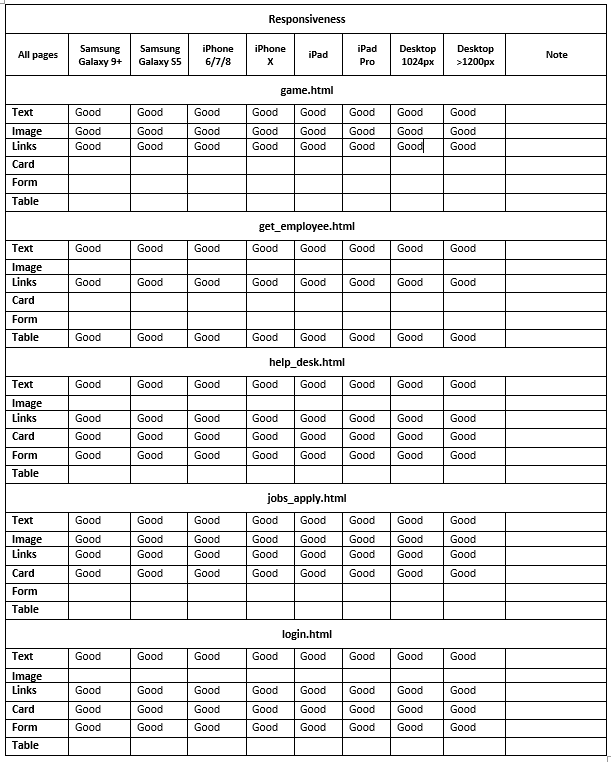 Responsiveness
All pages Samsung Galaxy 9+ Samsung Galaxy S5 iPhone 6/7/8 iPhone X iPad iPad Pro Desktop 1024px Desktop >1200px Note
game.html
Text Good Good Good Good Good Good Good Good
Image Good Good Good Good Good Good Good Good
Links Good Good Good Good Good Good Good Good
Card
Form
Table
get_employee.html
Text Good Good Good Good Good Good Good Good
Image
Links Good Good Good Good Good Good Good Good
Card
Form
Table Good Good Good Good Good Good Good Good
help_desk.html
Text Good Good Good Good Good Good Good Good
Image
Links Good Good Good Good Good Good Good Good
Card Good Good Good Good Good Good Good Good
Form Good Good Good Good Good Good Good Good
Table
jobs_apply.html
Text Good Good Good Good Good Good Good Good
Image Good Good Good Good Good Good Good Good
Links Good Good Good Good Good Good Good Good
Card Good Good Good Good Good Good Good Good
Form
Table
login.html
Text Good Good Good Good Good Good Good Good
Image
Links Good Good Good Good Good Good Good Good
Card Good Good Good Good Good Good Good Good
Form Good Good Good Good Good Good Good Good
Table